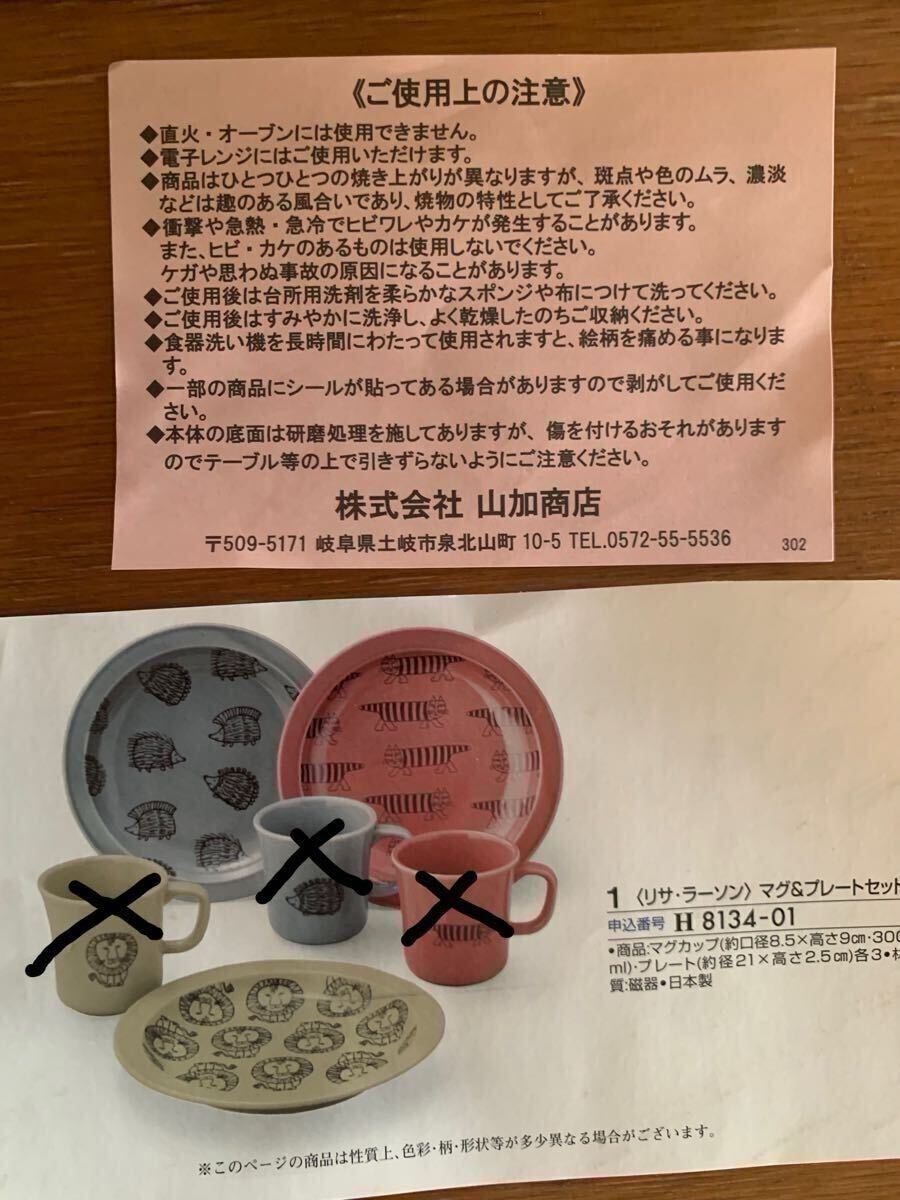 《ご使用上の注意》
◆直火・オーブンには使用できません。
◆電子レンジにはご使用いただけます。
◆商品はひとつひとつの焼き上がりが異なりますが、斑点や色のムラ、濃淡
などは趣のある風合いであり、焼物の特性としてご了承ください。
◆衝撃や急熱・急冷でヒビワレやカケが発生することがあります。
また、ヒビ・カケのあるものは使用しないでください。
ケガや思わぬ事故の原因になることがあります。
◆ご使用後は台所用洗剤を柔らかなスポンジや布につけて洗ってください。
◆ご使用後はすみやかに洗浄し、よく乾燥したのちご収納ください。
◆食器洗い機を長時間にわたって使用されますと、絵柄を痛める事になりま
す。
◆一部の商品にシールが貼ってある場合がありますので剥がしてご使用くだ
さい。
◆本体の底面は研磨処理を施してありますが、傷を付けるおそれがあります
のでテーブル等の上で引きずらないようにご注意ください。
株式会社 山加商店
〒509-5171 岐阜県土岐市泉北山町 10-5 TEL.0572-55-5536
302
1 〈リサ・ラーソン〉マグ&プレートセット
申込番号 H 8134-01
•商品:マグカップ(約口径8.5×高さ9cm・300
ml)・プレート(約径21×高さ2.5cm)各3•材
質:磁器•日本製
※このページの商品は性質上、色彩・柄・形状等が多少異なる場合がございます。